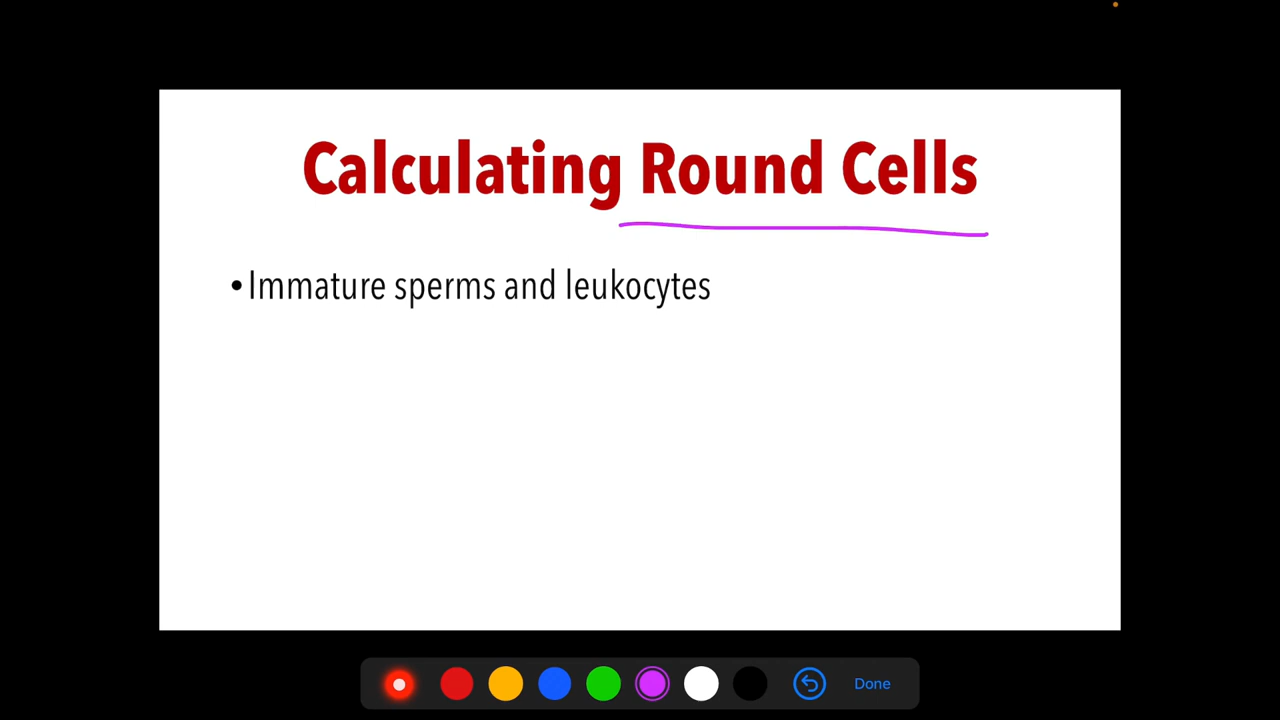 Calculating Round Cells
• Immature sperms and leukocytes
Done